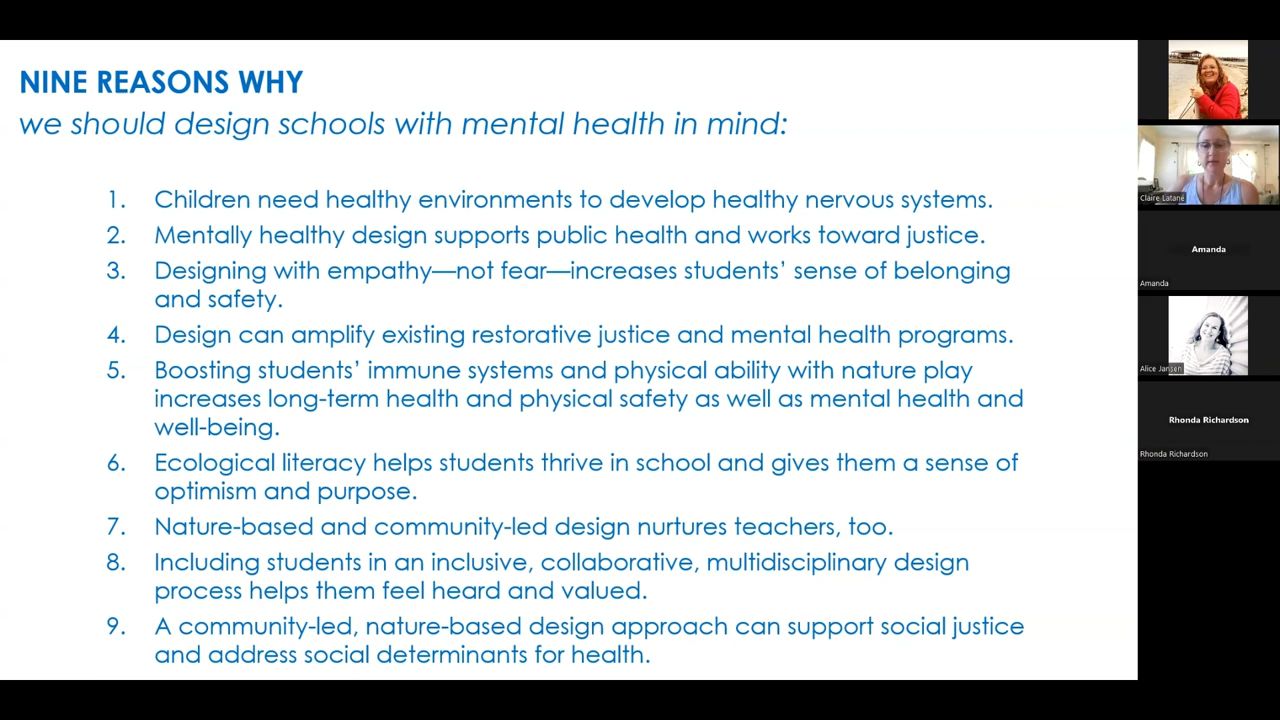 NINE REASONS WHY
we should design schools with mental health in mind:
1. Children need healthy environments to develop healthy nervous systems.
2. Mentally healthy design supports public health and works toward justice.
3. Designing with empathy—not fear—increases students’ sense of belonging
and safety.
4. Design can amplify existing restorative justice and mental health programs.
5. Boosting students’ immune systems and physical ability with nature play
increases long-term health and physical safety as well as mental health and
well-being.
6. Ecological literacy helps students thrive in school and gives them a sense of
optimism and purpose.
7. Nature-based and community-led design nurtures teachers, too.
8. Including students in an inclusive, collaborative, multidisciplinary design
process helps them feel heard and valued.
9. A community-led, nature-based design approach can support social justice
and address social determinants for health.
Claire Latané
Amanda
Amanda
Alice Jansen
Rhonda Richardson
Rhonda Richardson